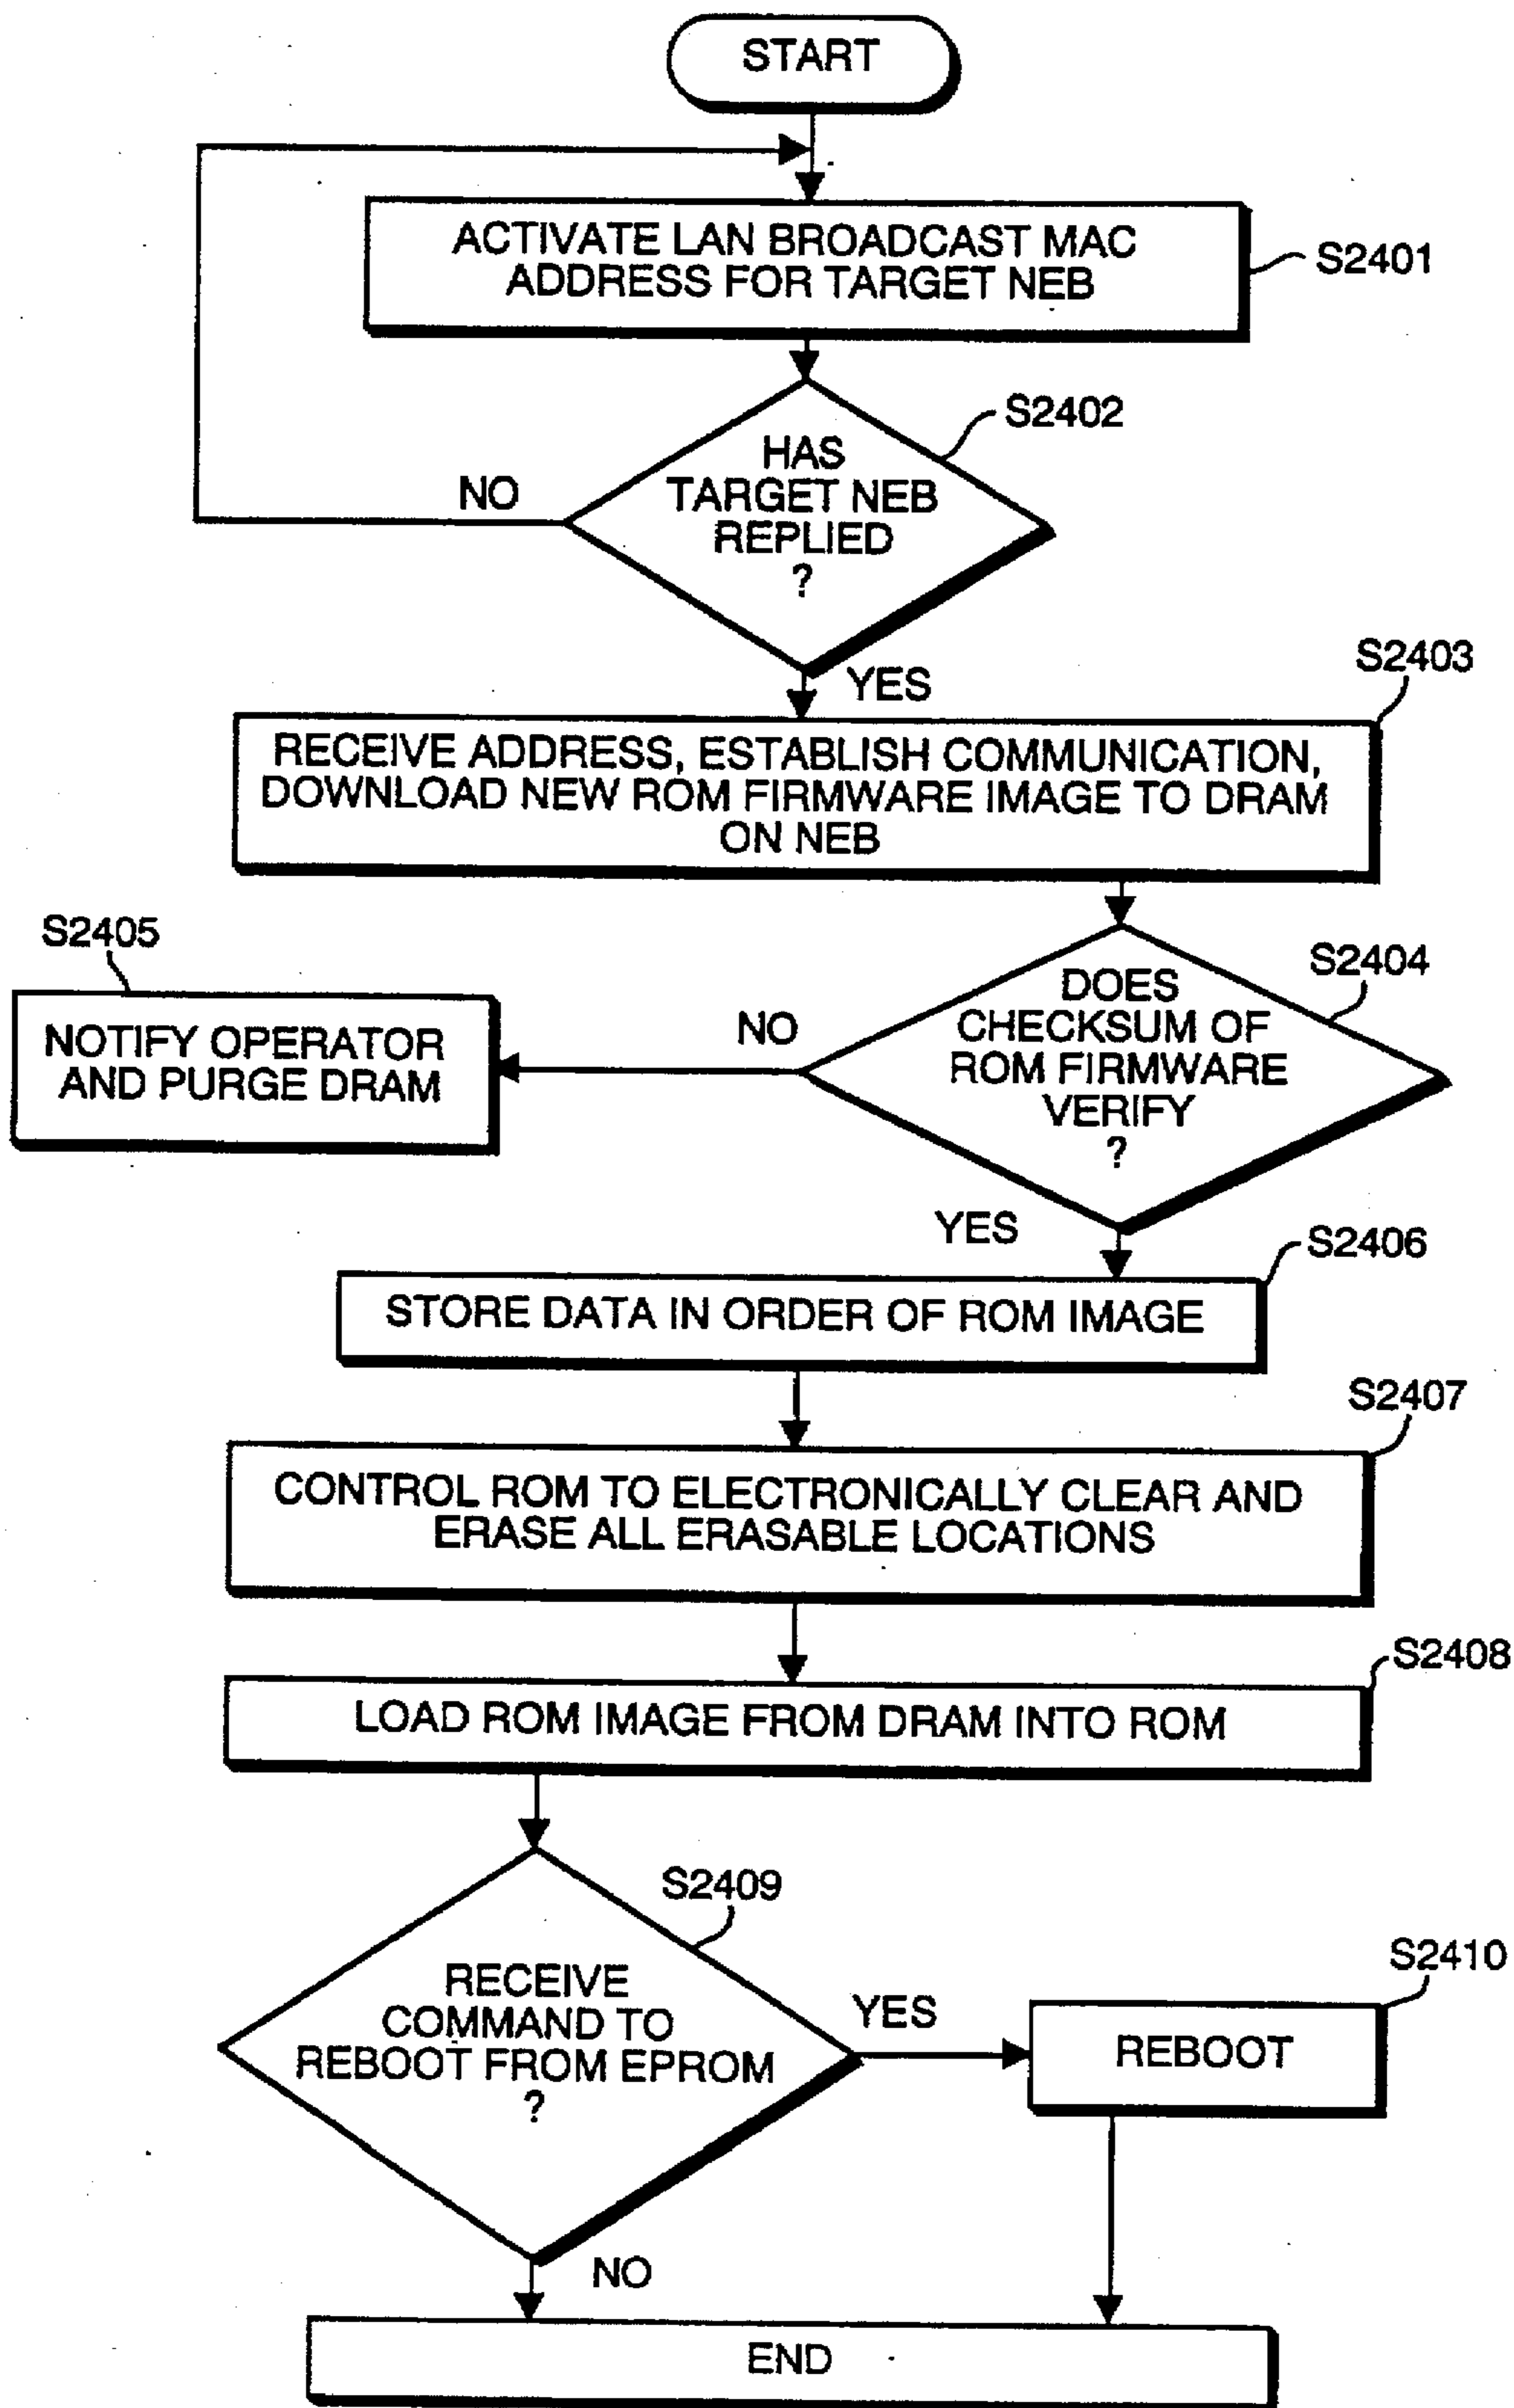 START
ACTIVATE LAN BROADCAST MAC
ADDRESS FOR TARGET NEB
S2401
S2402
HAS
TARGET NEB
REPLIED
?
NO
YES
S2403
RECEIVE ADDRESS, ESTABLISH COMMUNICATION,
DOWNLOAD NEW ROM FIRMWARE IMAGE TO DRAM
ON NEB
S2405
NOTIFY OPERATOR
AND PURGE DRAM
NO
S2404
DOES
CHECKSUM OF
ROM FIRMWARE
VERIFY
?
YES
S2406
STORE DATA IN ORDER OF ROM IMAGE
S2407
CONTROL ROM TO ELECTRONICALLY CLEAR AND
ERASE ALL ERASABLE LOCATIONS
S2408
LOAD ROM IMAGE FROM DRAM INTO ROM
S2409
RECEIVE
COMMAND TO
REBOOT FROM EPROM
?
YES
S2410
REBOOT
NO
END